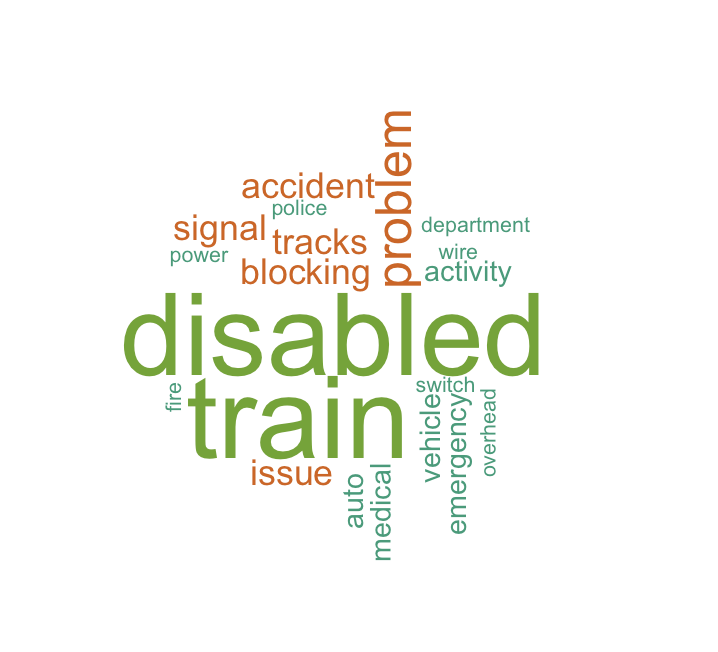 problem
accident
police
department
signal
tracks
wire
power
blocking
activity
disabled
train
switch
fire
vehicle
emergency
overhead
issue
auto
medical